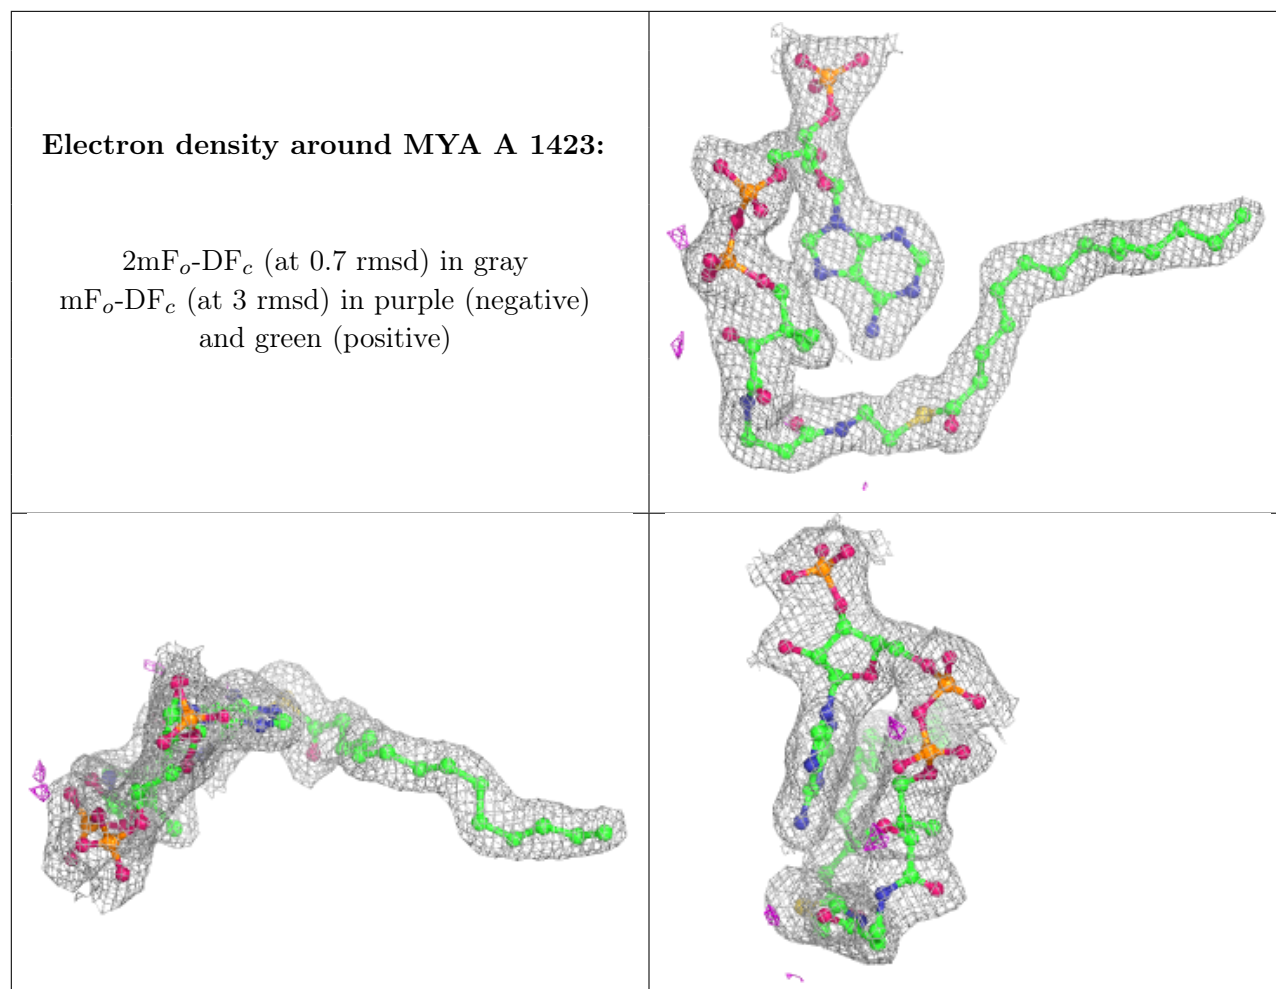 Electron density around MYA A 1423:
2mFo-DFc (at 0.7 rmsd) in gray
mFo-DFc (at 3 rmsd) in purple (negative)
and green (positive)